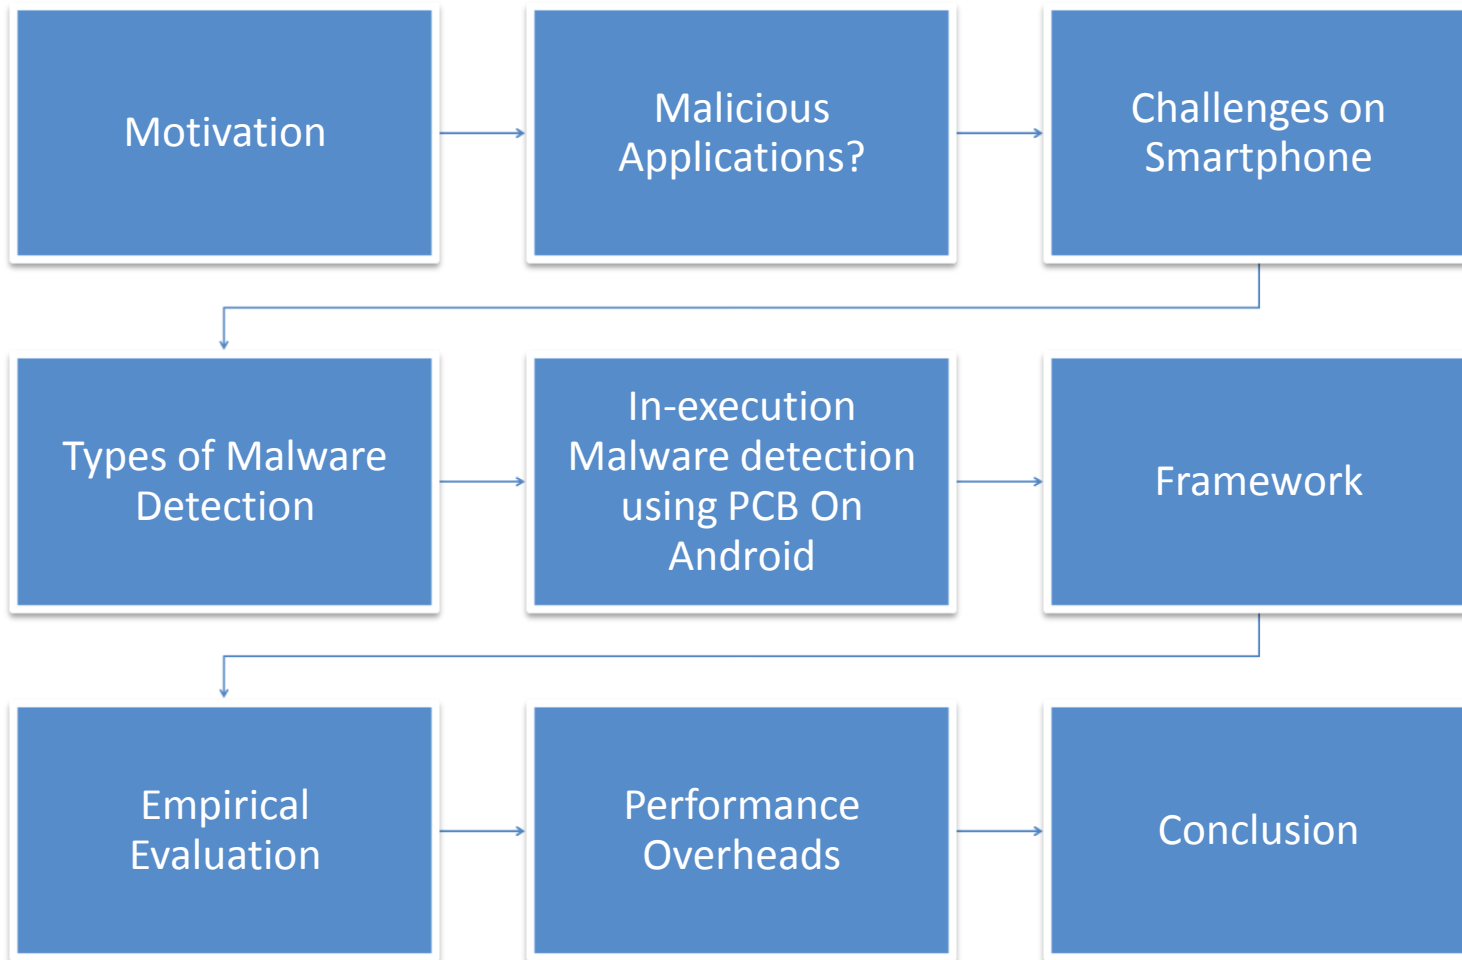 Motivation
Malicious
Applications?
Challenges on
Smartphone
Types of Malware
Detection
In-execution
Malware detection
using PCB On
Android
Framework
Empirical
Evaluation
Performance
Overheads
Conclusion